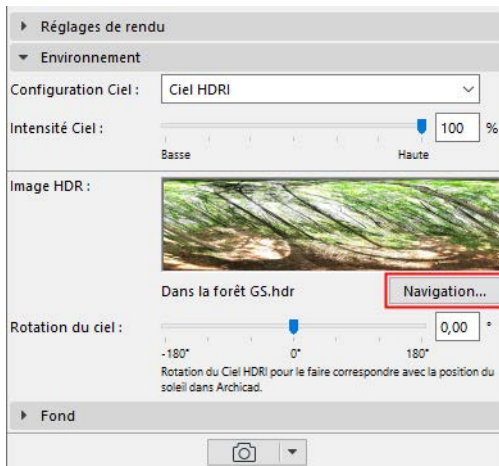 Réglages de rendu
Environnement
Configuration Ciel : Ciel HDRI
Intensité Ciel : 100 %
Basse Haute
Image HDR :
Dans la forêt GS.hdr Navigation...
Rotation du ciel : 0,00 °
-180° 0° 180°
Rotation du Ciel HDRI pour le faire correspondre avec la position du
soleil dans Archicad.
Fond